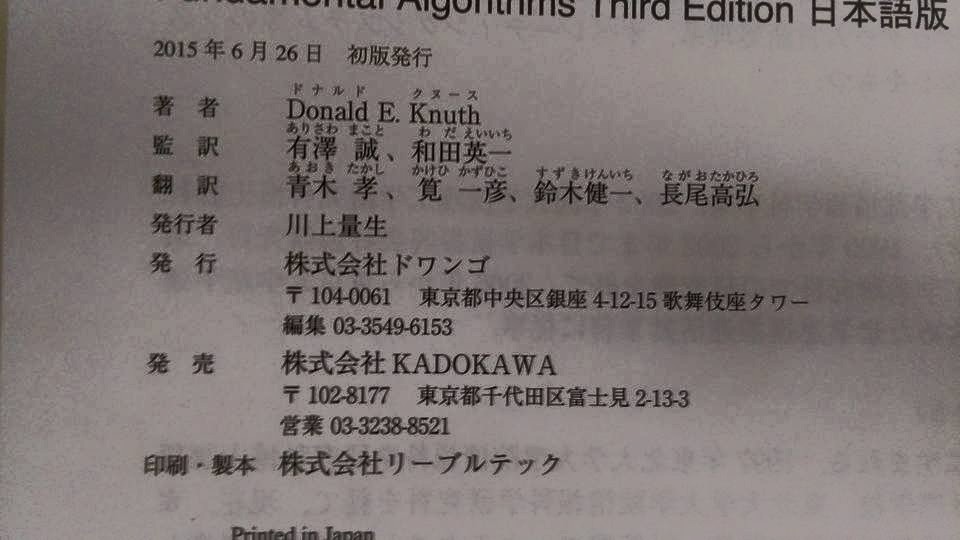 Fundamental Algorithms Third Edition 日本語版
2015年6月26日 初版発行
ドナルド クヌース
著者 Donald E. Knuth
ありさわ まこと わだえいいち
監訳 有澤 誠、和田英一
あおき たかし かけひ かずひこ すずきけんいち ながおたかひろ
翻訳 青木 孝、筧 一彦、鈴木健一、長尾高弘
発行者 川上量生
発行 株式会社ドワンゴ
〒104-0061 東京都中央区銀座 4-12-15 歌舞伎座タワー
編集 03-3549-6153
発売 株式会社KADOKAWA
〒102-8177 東京都千代田区富士見 2-13-3
営業 03-3238-8521
印刷・製本 株式会社リーブルテック
Printed in Japan